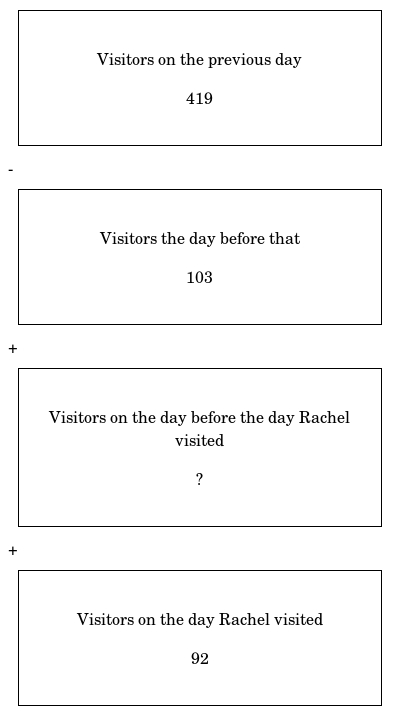 Visitors on the previous day
419
-
Visitors the day before that
103
+
Visitors on the day before the day Rachel
visited
?
+
Visitors on the day Rachel visited
92